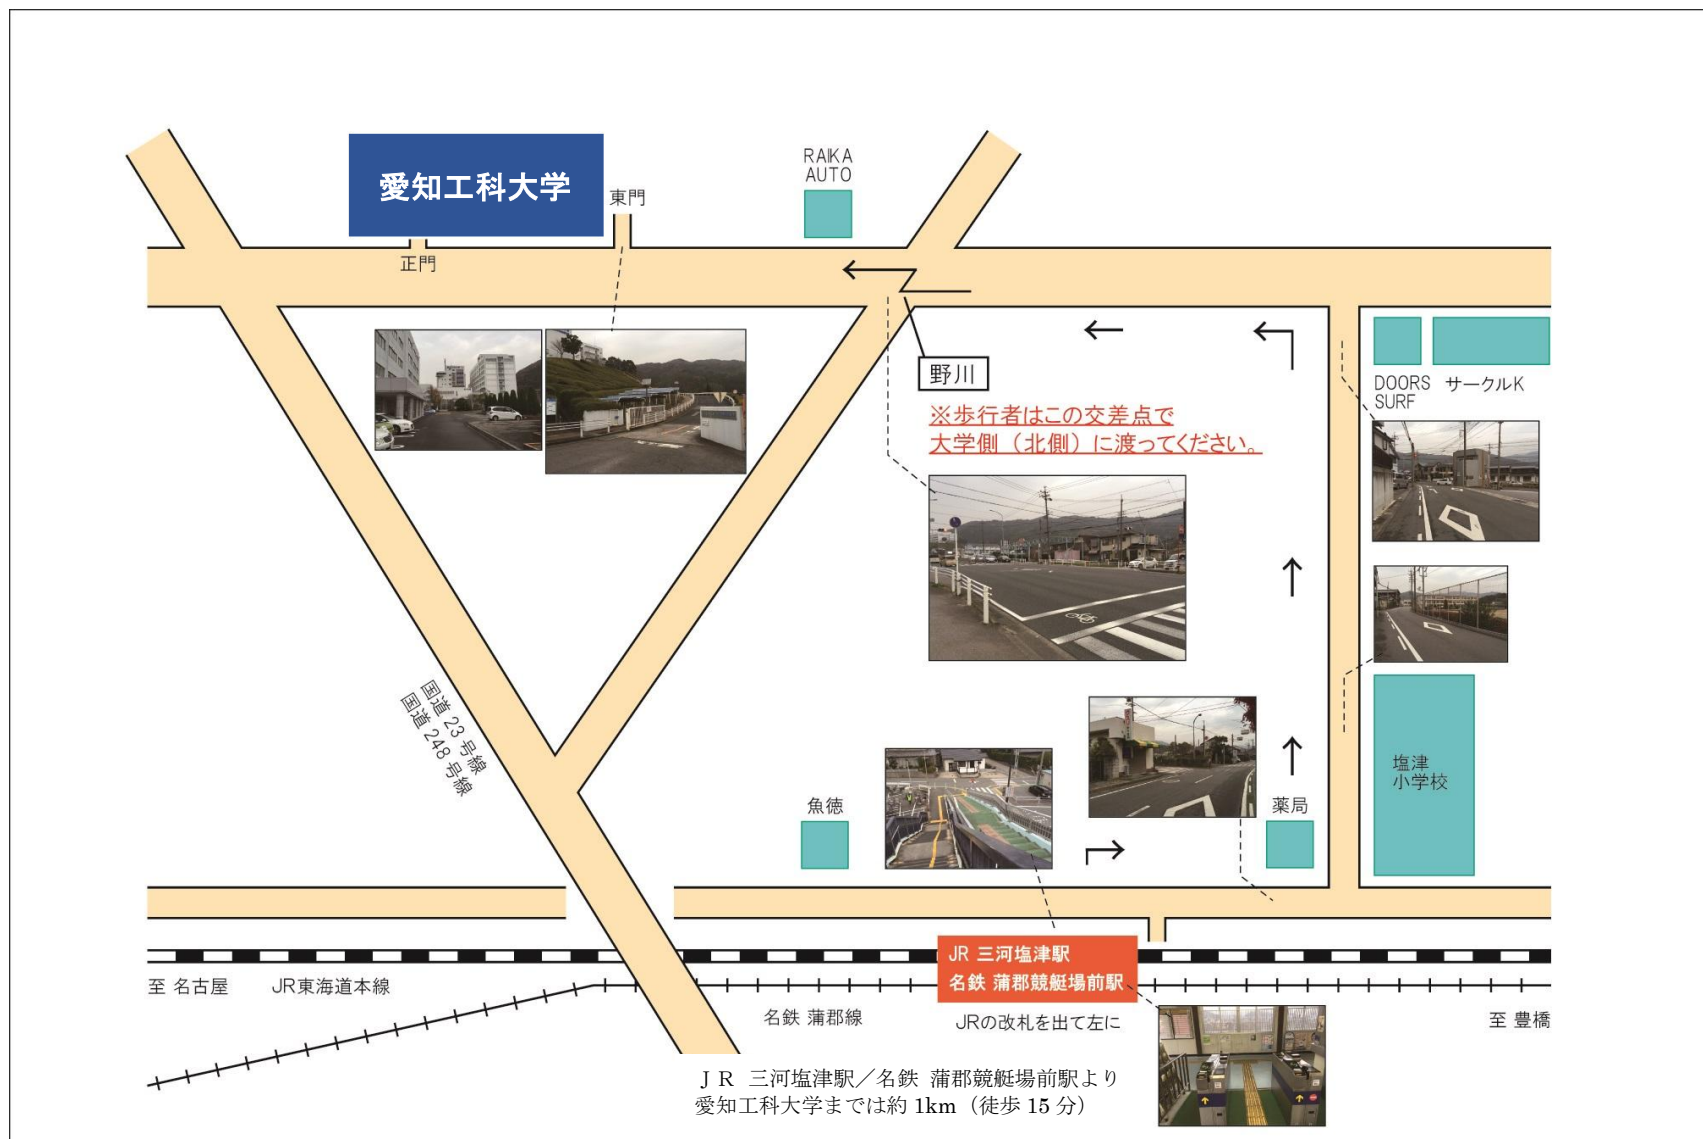 愛知工科大学
東門
正門
RAIKA
AUTO
野川
※歩行者はこの交差点で
大学側（北側）に渡ってください。
DOORS
SURF
サークルK
国道 23 号線
国道 248 号線
魚徳
薬局
塩津
小学校
JR 三河塩津駅
名鉄 蒲郡競艇場前駅
至 名古屋
JR東海道本線
名鉄 蒲郡線
JRの改札を出て左に
至 豊橋
ＪＲ 三河塩津駅／名鉄 蒲郡競艇場前駅より
愛知工科大学までは約 1km（徒歩 15 分）